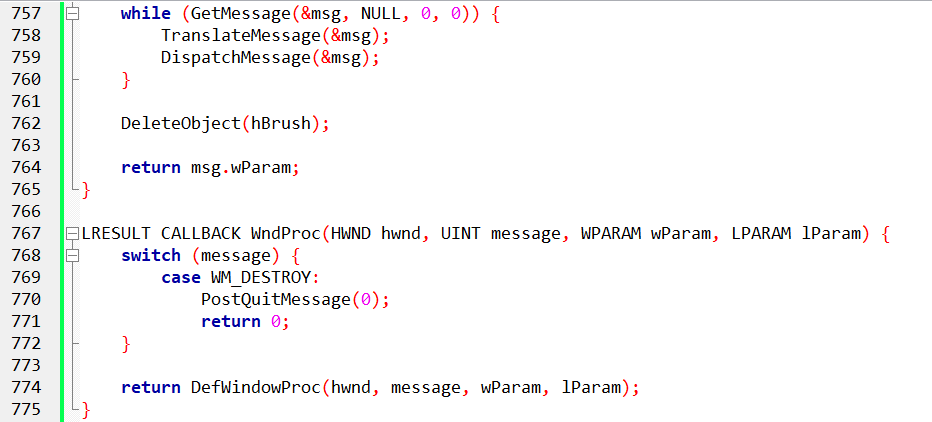 757 while (GetMessage(&msg, NULL, 0, 0)) {
758 TranslateMessage(&msg);
759 DispatchMessage(&msg);
760 }
761
762 DeleteObject(hBrush);
763
764 return msg.wParam;
765 }
766
767 LRESULT CALLBACK WndProc(HWND hwnd, UINT message, WPARAM wParam, LPARAM lParam) {
768 switch (message) {
769 case WM_DESTROY:
770 PostQuitMessage(0);
771 return 0;
772 }
773
774 return DefWindowProc(hwnd, message, wParam, lParam);
775 }